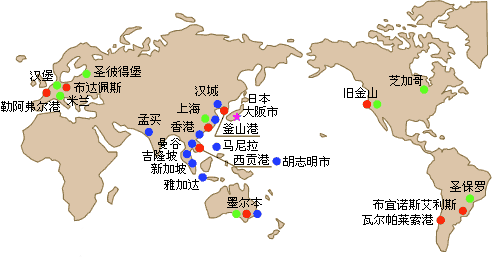 圣彼得堡
汉堡
布达佩斯
米兰
勒阿弗尔港
汉城
日本
大阪市
上海
孟买
香港
釜山港
曼谷
马尼拉
吉隆坡
西贡港
胡志明市
新加坡
雅加达
墨尔本
芝加哥
旧金山
圣保罗
布宜诺斯艾利斯
瓦尔帕莱索港